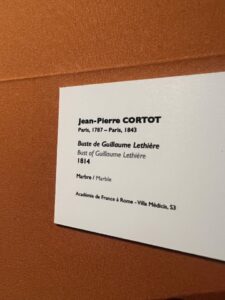 Jean-Pierre CORTOT
Paris, 1787 – Paris, 1843
Buste de Guillaume Lethière
Bust of Guillaume Lethière
1814
Marbre / Marble
Académie de France à Rome - Villa Médicis, S3